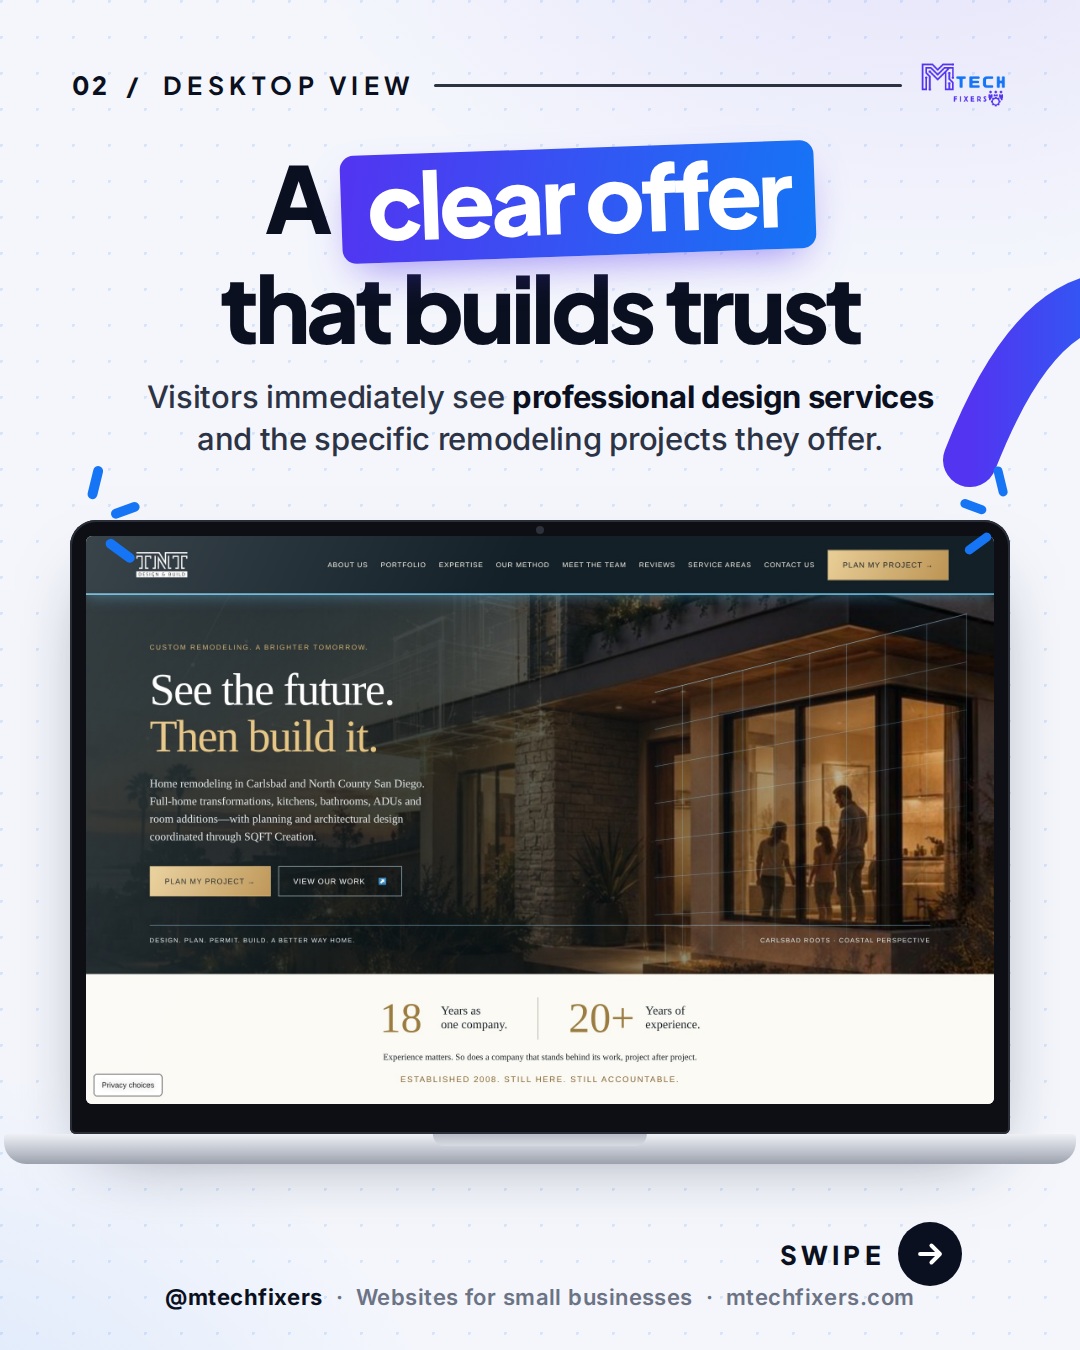 02 / DESKTOP VIEW
MTECH
FIXERS
A clear offer
that builds trust
Visitors immediately see professional design services
and the specific remodeling projects they offer.
TNT
DESIGN & BUILD
ABOUT US PORTFOLIO EXPERTISE OUR METHOD MEET THE TEAM REVIEWS SERVICE AREAS CONTACT US PLAN MY PROJECT →
CUSTOM REMODELING. A BRIGHTER TOMORROW.
See the future.
Then build it.
Home remodeling in Carlsbad and North County San Diego.
Full-home transformations, kitchens, bathrooms, ADUs and
room additions—with planning and architectural design
coordinated through SQFT Creation.
PLAN MY PROJECT → VIEW OUR WORK ↗
DESIGN. PLAN. PERMIT. BUILD. A BETTER WAY HOME. CARLSBAD ROOTS · COASTAL PERSPECTIVE
18 Years as
one company.
20+ Years of
experience.
Experience matters. So does a company that stands behind its work, project after project.
ESTABLISHED 2008. STILL HERE. STILL ACCOUNTABLE.
Privacy choices
SWIPE →
@mtechfixers · Websites for small businesses · mtechfixers.com